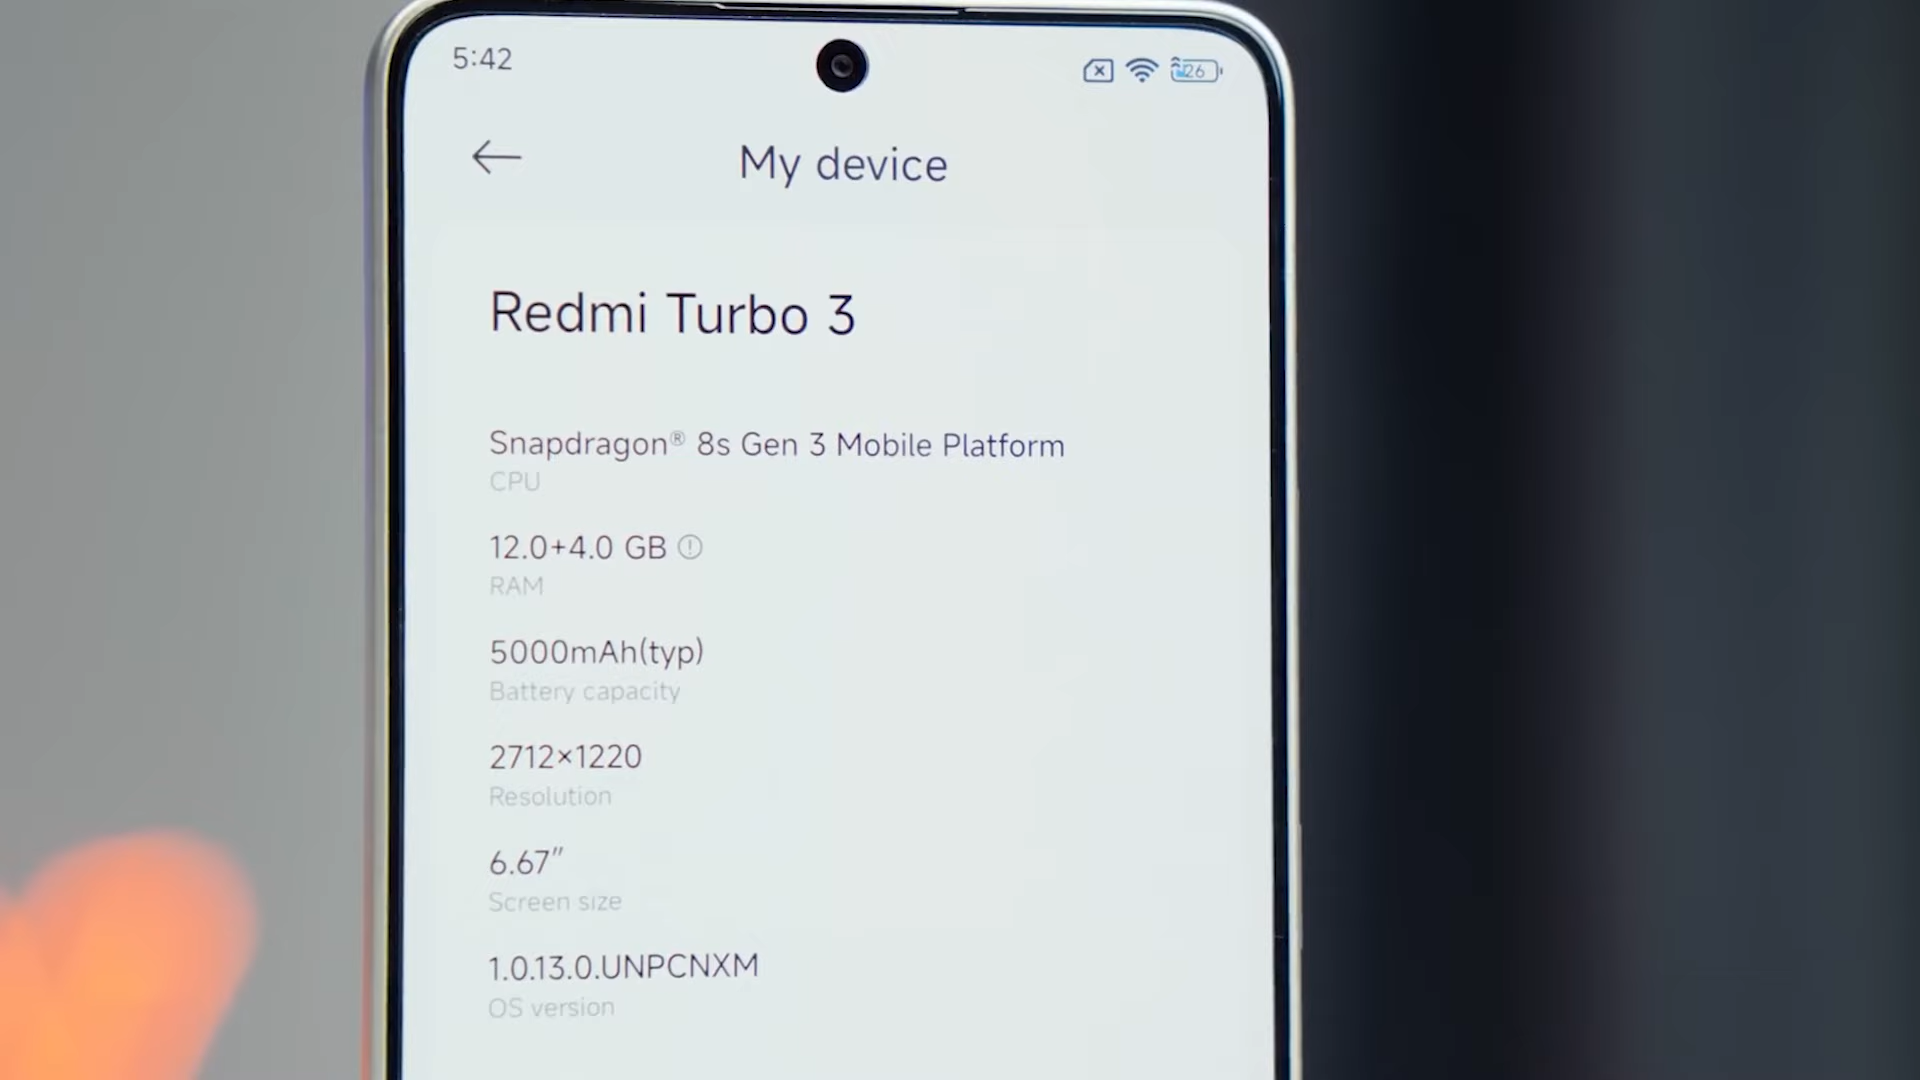 5:42
26
My device
Redmi Turbo 3
Snapdragon® 8s Gen 3 Mobile Platform
CPU
12.0+4.0 GB
RAM
5000mAh(typ)
Battery capacity
2712×1220
Resolution
6.67″
Screen size
1.0.13.0.UNPCNXM
OS version